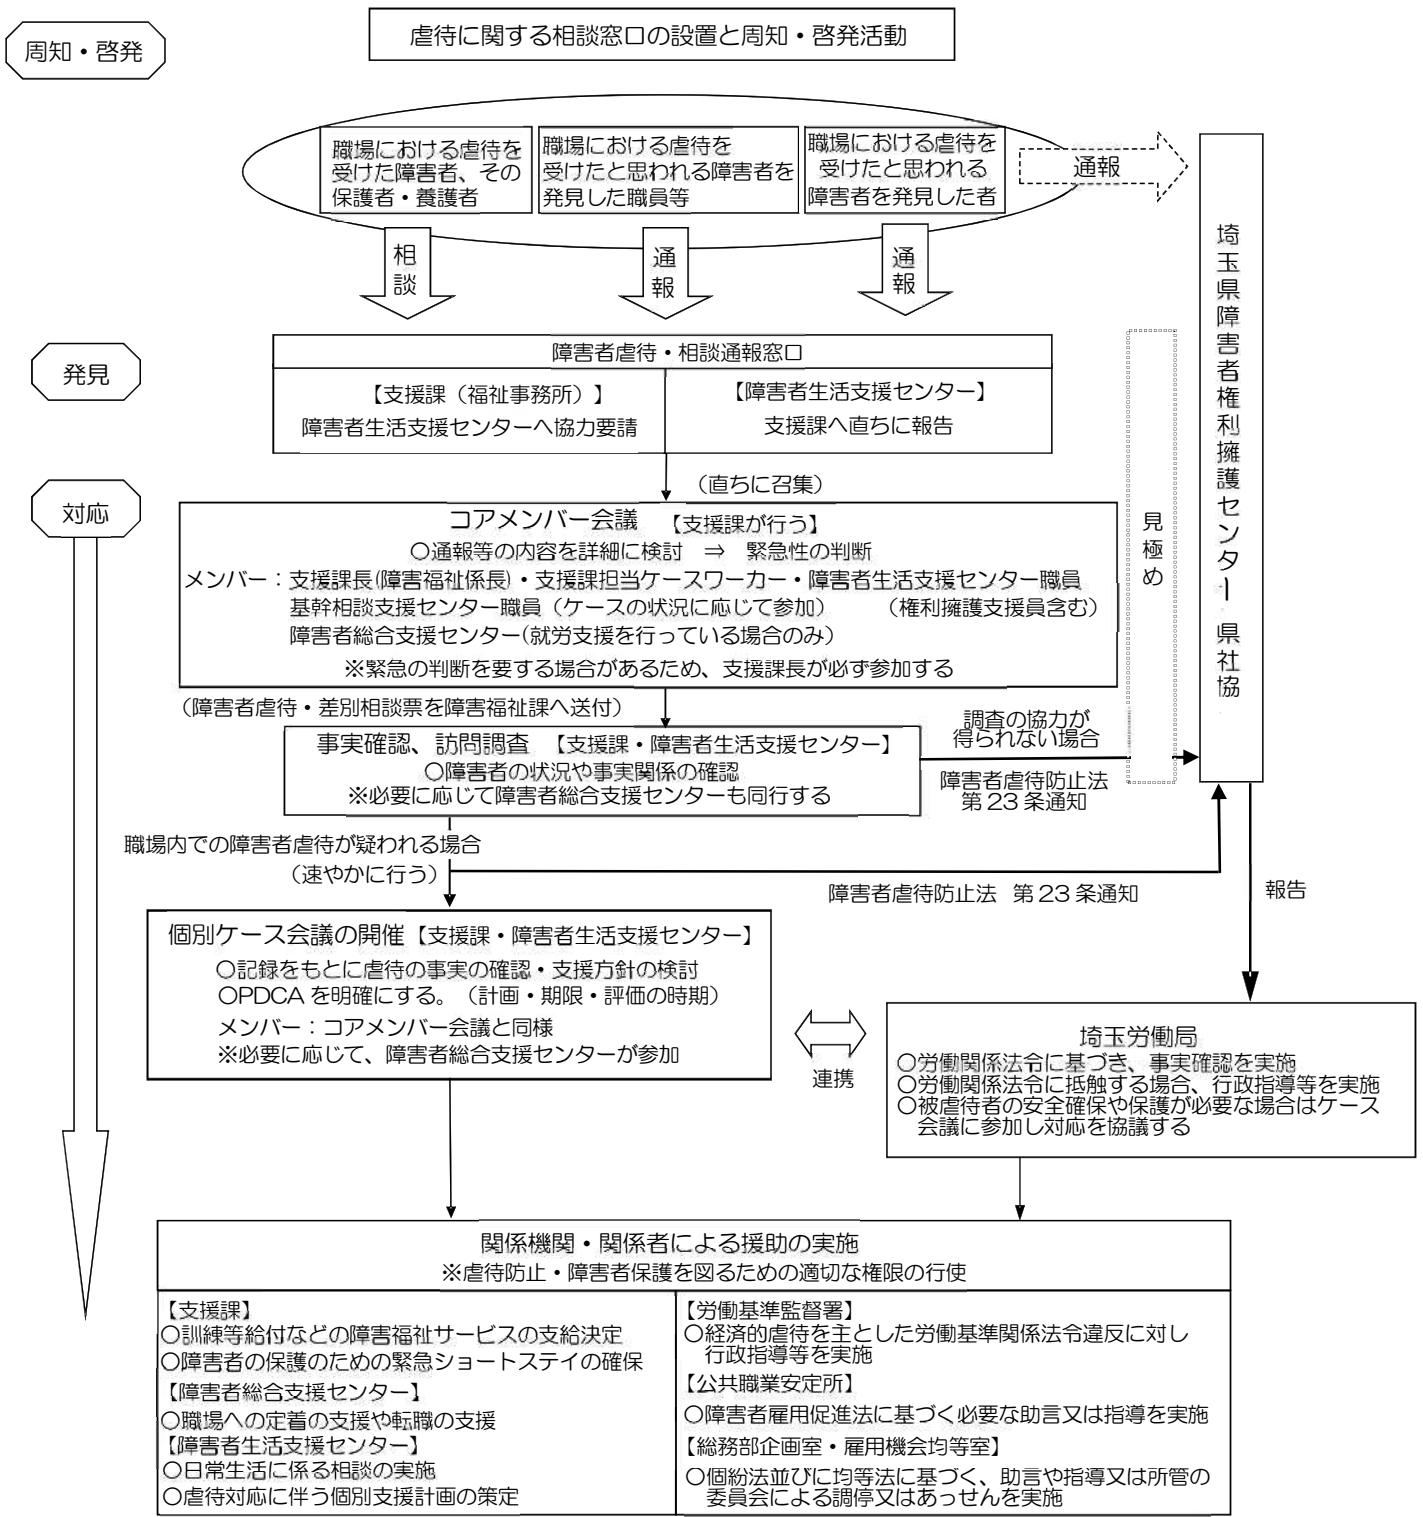 周知・啓発
虐待に関する相談窓口の設置と周知・啓発活動
職場における虐待を
受けた障害者、その
保護者・養護者
職場における虐待を
受けたと思われる障害者を
発見した職員等
職場における虐待を
受けたと思われる
障害者を発見した者
通報
相談
通報
通報
埼玉県障害者権利擁護センター・県社協
発見
障害者虐待・相談通報窓口
【支援課（福祉事務所）】
障害者生活支援センターへ協力要請
【障害者生活支援センター】
支援課へ直ちに報告
見極め
対応
（直ちに召集）
コアメンバー会議　【支援課が行う】
〇通報等の内容を詳細に検討　⇒　緊急性の判断
メンバー：支援課長(障害福祉係長)・支援課担当ケースワーカー・障害者生活支援センター職員
基幹相談支援センター職員（ケースの状況に応じて参加）　　（権利擁護支援員含む）
障害者総合支援センター(就労支援を行っている場合のみ）
※緊急の判断を要する場合があるため、支援課長が必ず参加する
（障害者虐待・差別相談票を障害福祉課へ送付）
事実確認、訪問調査　【支援課・障害者生活支援センター】
〇障害者の状況や事実関係の確認
※必要に応じて障害者総合支援センターも同行する
調査の協力が
得られない場合
障害者虐待防止法
第 23 条通知
職場内での障害者虐待が疑われる場合
（速やかに行う）
障害者虐待防止法　第 23 条通知
報告
個別ケース会議の開催【支援課・障害者生活支援センター】
〇記録をもとに虐待の事実の確認・支援方針の検討
〇PDCA を明確にする。（計画・期限・評価の時期）
メンバー：コアメンバー会議と同様
※必要に応じて、障害者総合支援センターが参加
連携
埼玉労働局
〇労働関係法令に基づき、事実確認を実施
〇労働関係法令に抵触する場合、行政指導等を実施
〇被虐待者の安全確保や保護が必要な場合はケース
会議に参加し対応を協議する
関係機関・関係者による援助の実施
※虐待防止・障害者保護を図るための適切な権限の行使
【支援課】
〇訓練等給付などの障害福祉サービスの支給決定
〇障害者の保護のための緊急ショートステイの確保
【障害者総合支援センター】
〇職場への定着の支援や転職の支援
【障害者生活支援センター】
〇日常生活に係る相談の実施
〇虐待対応に伴う個別支援計画の策定
【労働基準監督署】
〇経済的虐待を主とした労働基準関係法令違反に対し
行政指導等を実施
【公共職業安定所】
〇障害者雇用促進法に基づく必要な助言又は指導を実施
【総務部企画室・雇用機会均等室】
〇個紛法並びに均等法に基づく、助言や指導又は所管の
委員会による調停又はあっせんを実施